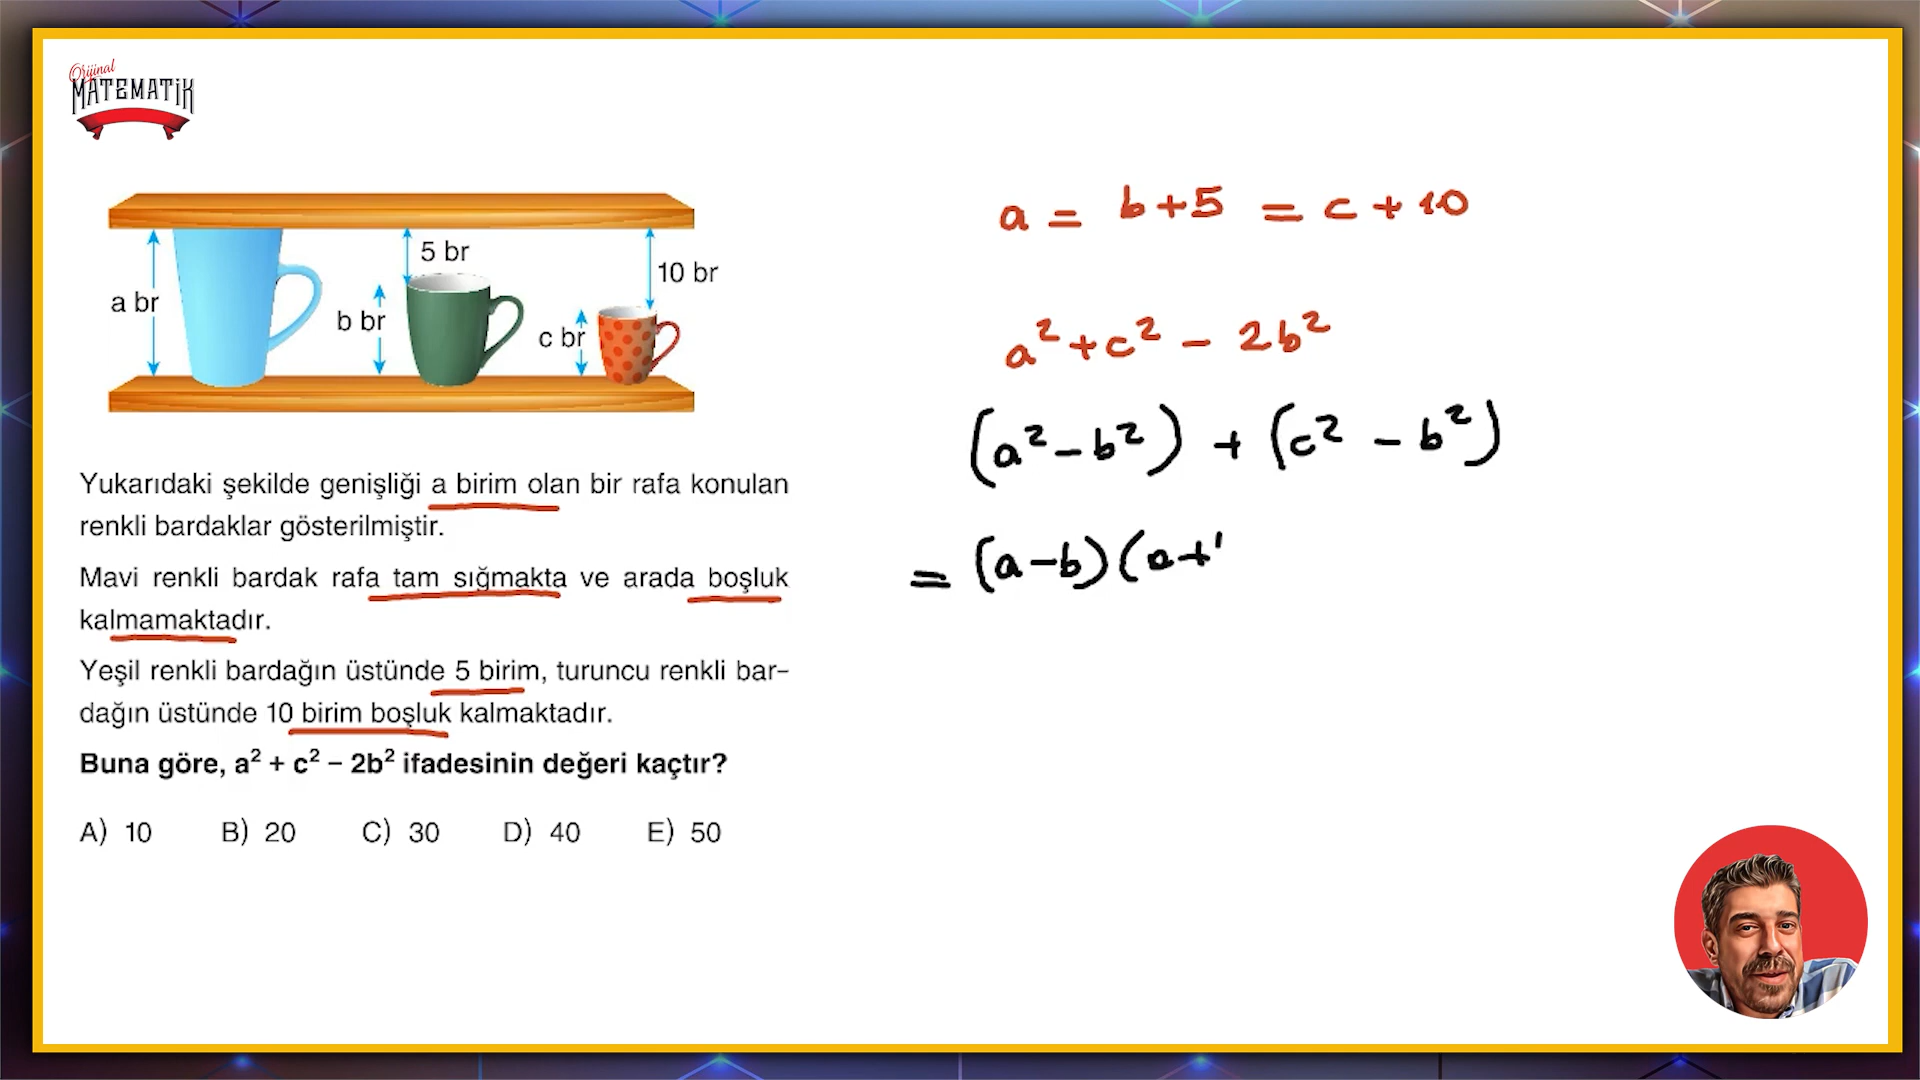 Orijinal
MATEMATİK
5 br
10 br
a br
b br
c br
Yukarıdaki şekilde genişliği a birim olan bir rafa konulan
renkli bardaklar gösterilmiştir.
Mavi renkli bardak rafa tam sığmakta ve arada boşluk
kalmamaktadır.
Yeşil renkli bardağın üstünde 5 birim, turuncu renkli bar-
dağın üstünde 10 birim boşluk kalmaktadır.
Buna göre, a² + c² – 2b² ifadesinin değeri kaçtır?
A) 10 B) 20 C) 30 D) 40 E) 50
a = b+5 = c+10
a²+c² - 2b²
(a²-b²) + (c² - b²)
= (a-b)(a+